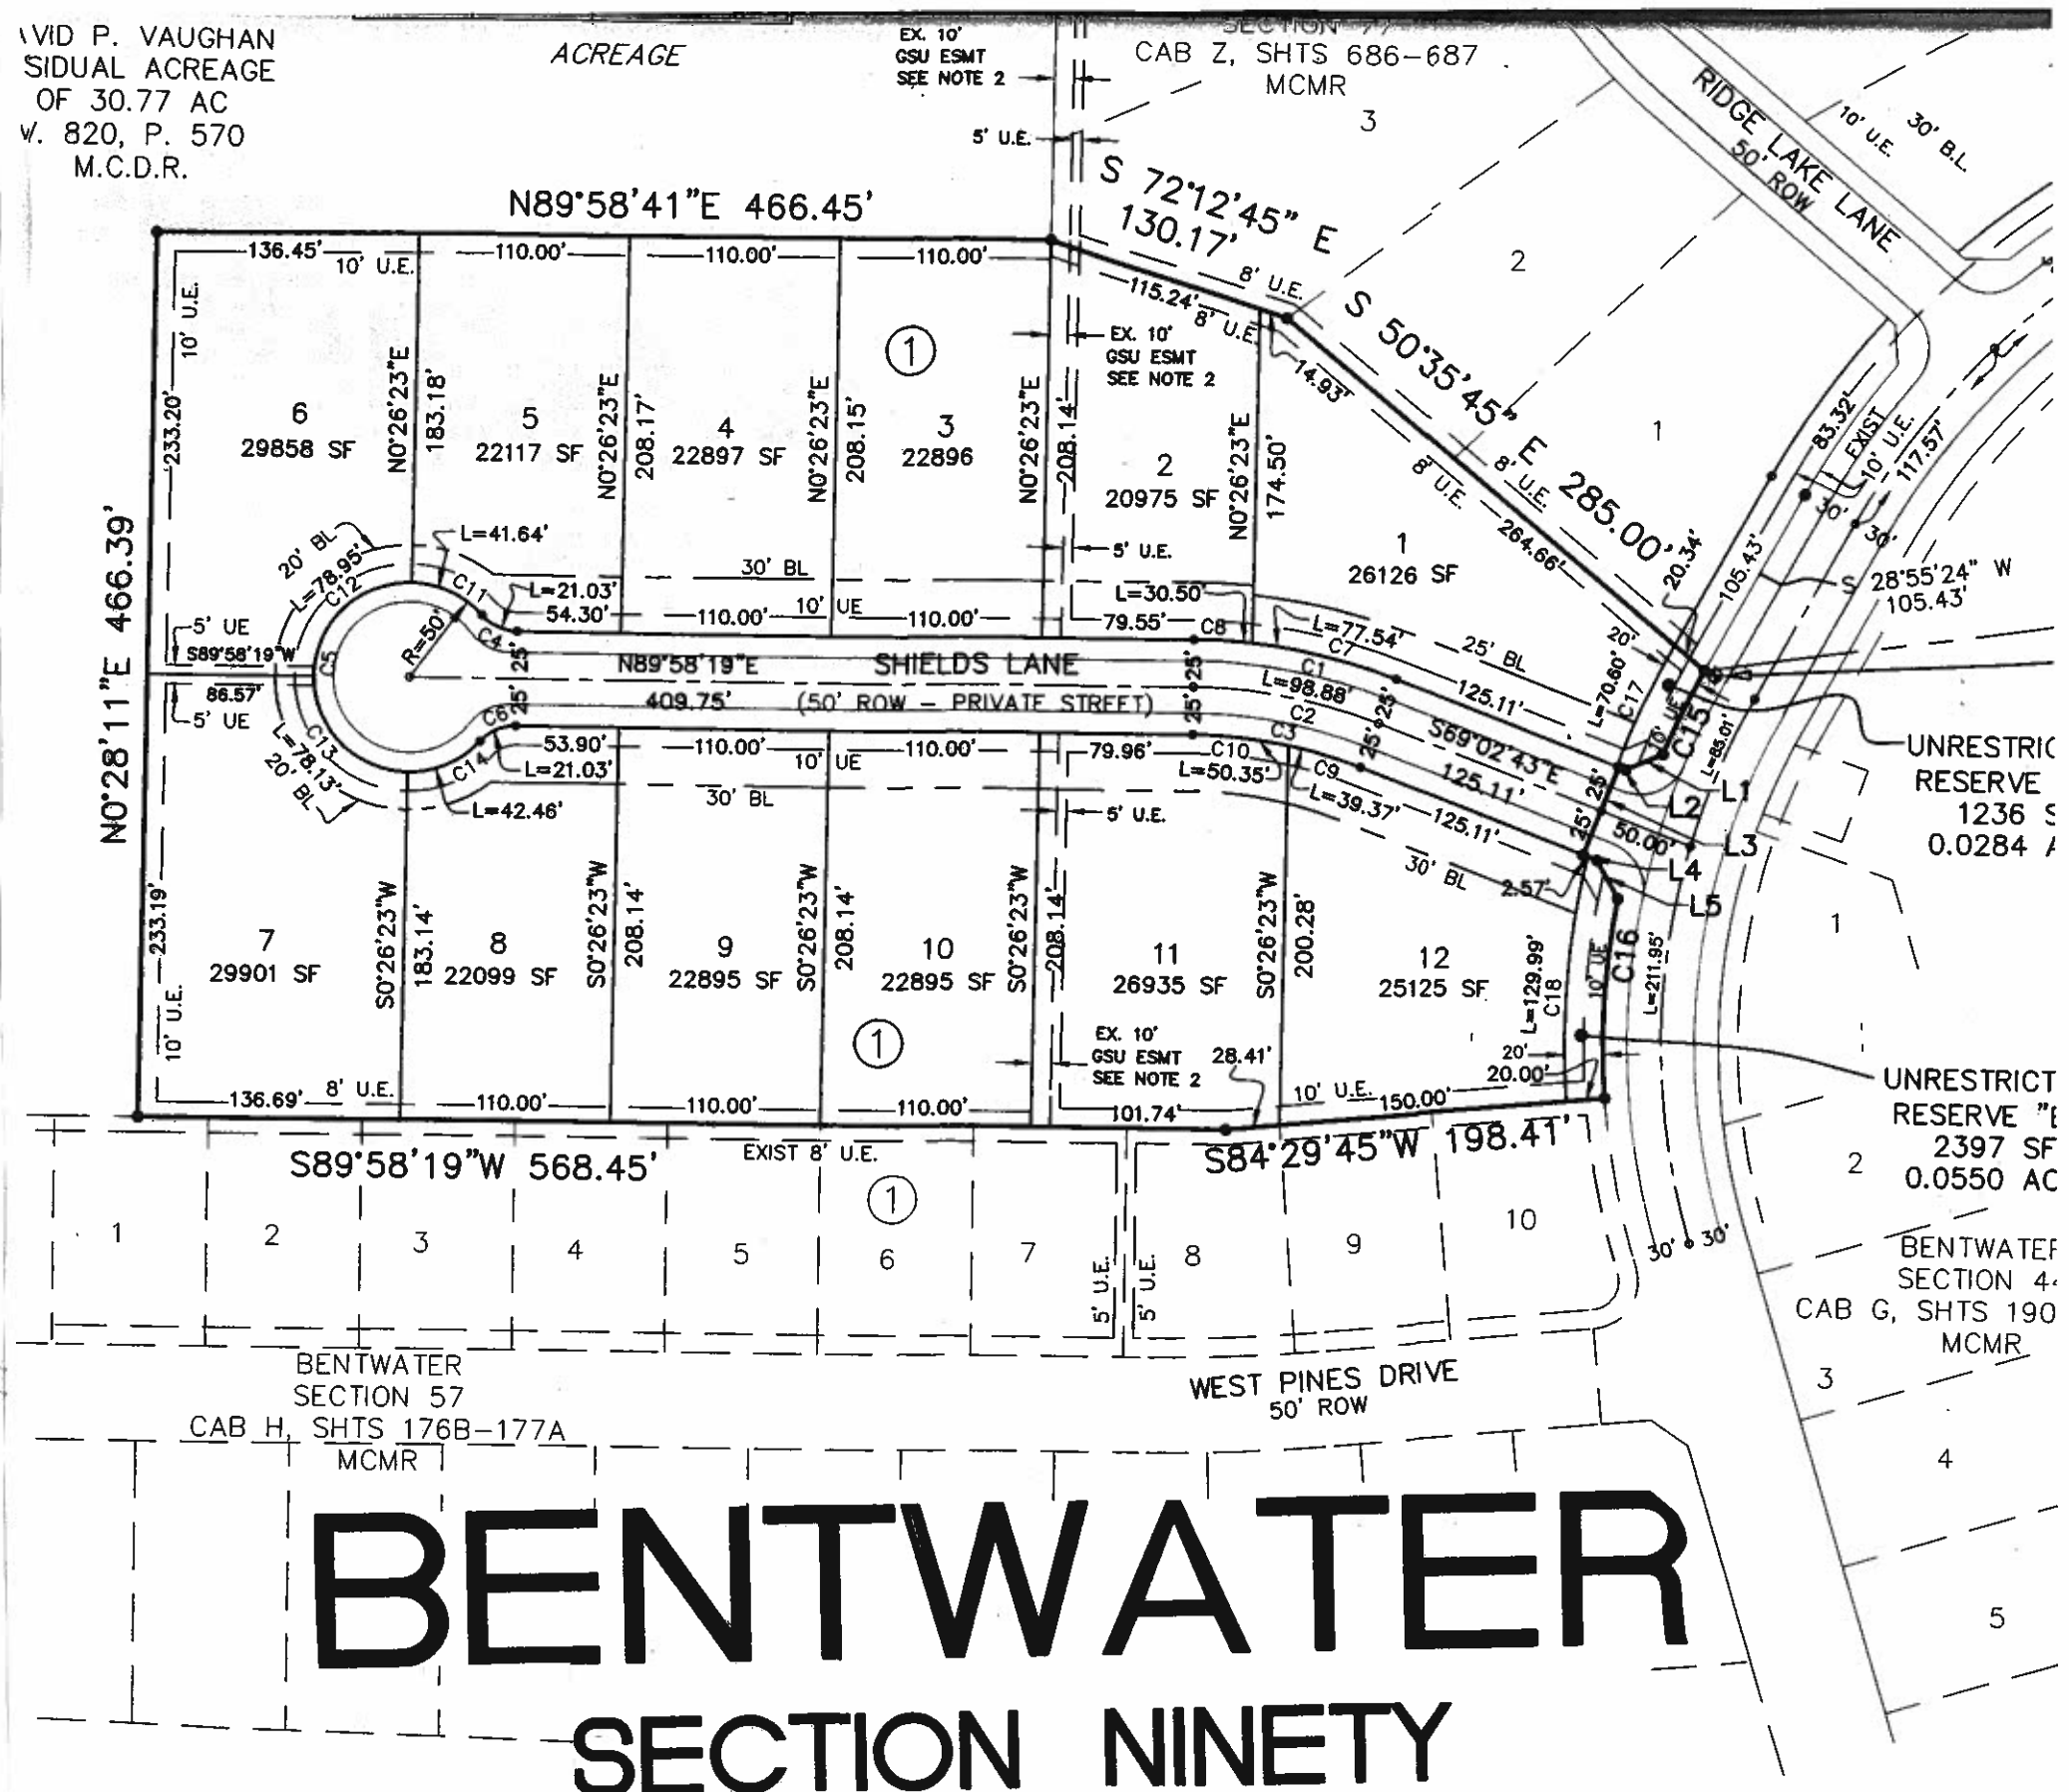 VID P. VAUGHAN
SIDUAL ACREAGE
OF 30.77 AC
V. 820, P. 570
M.C.D.R.
ACREAGE
EX. 10'
GSU ESMT
SEE NOTE 2
5' U.E.
CAB Z, SHTS 686-687
MCMR
3
RIDGE LAKE LANE
50' ROW
10' U.E.
30' B.L.
N89°58'41"E 466.45'
S 72°12'45" E
130.17'
8' U.E.
2
S 50°35'45" E 285.00'
136.45'
10' U.E.
110.00'
110.00'
110.00'
115.24'
8' U.E.
14.93'
8' U.E.
8' U.E.
264.66'
1
83.32'
EXIST
10' U.E.
117.57'
30'
30'
20.34'
105.43'
S 28°55'24" W
105.43'
10' U.E.
233.20'
6
29858 SF
N0°26'23"E
183.18'
5
22117 SF
N0°26'23"E
208.17'
4
22897 SF
N0°26'23"E
208.15'
1
3
22896
N0°26'23"E
208.14'
EX. 10'
GSU ESMT
SEE NOTE 2
2
20975 SF
N0°26'23"E
174.50'
1
26126 SF
N0°28'11"E 466.39'
20' BL
L=78.95'
C12
L=41.64'
C11
L=21.03'
54.30'
30' BL
110.00'
10' UE
110.00'
5' U.E.
79.55'
L=30.50'
C8
L=77.54'
C7
25' BL
125.11'
20'
L=70.60'
C17
10' UE
C15
L=85.01'
5' UE
S89°58'19"W
86.57'
5' UE
C5
R=50'
C4
25'
N89°58'19"E
409.75'
SHIELDS LANE
(50' ROW - PRIVATE STREET)
25'
25'
25'
C1
L=98.88'
C2
25'
25'
S69°02'43"E
125.11'
C3
C6
C13
L=78.13'
20' BL
C14
53.90'
L=21.03'
L=42.46'
110.00'
10' UE
110.00'
30' BL
79.96'
C10
L=50.35'
C9
L=39.37'
125.11'
30' BL
5' U.E.
25'
25'
50.00'
2.57'
L1
L2
L3
L4
L5
UNRESTRIC
RESERVE
1236 S
0.0284
233.19'
10' U.E.
7
29901 SF
S0°26'23"W
183.14'
8
22099 SF
S0°26'23"W
208.14'
9
22895 SF
S0°26'23"W
208.14'
10
22895 SF
1
S0°26'23"W
208.14'
11
26935 SF
EX. 10'
GSU ESMT
SEE NOTE 2
28.41'
S0°26'23"W
200.28'
12
25125 SF
L=129.99'
C18
10' UE
C16
L=211.95'
20'
20.00'
1
UNRESTRICT
RESERVE "B
2397 SF
0.0550 AC
136.69'
8' U.E.
110.00'
110.00'
110.00'
101.74'
10' U.E.
150.00'
S89°58'19"W 568.45'
EXIST 8' U.E.
S84°29'45"W 198.41'
1
2
3
4
5
1
6
7
5' U.E.
5' U.E.
8
9
10
30'
30'
2
BENTWATER
SECTION 44
CAB G, SHTS 190
MCMR
BENTWATER
SECTION 57
CAB H, SHTS 176B-177A
MCMR
WEST PINES DRIVE
50' ROW
3
4
5
BENTWATER
SECTION NINETY